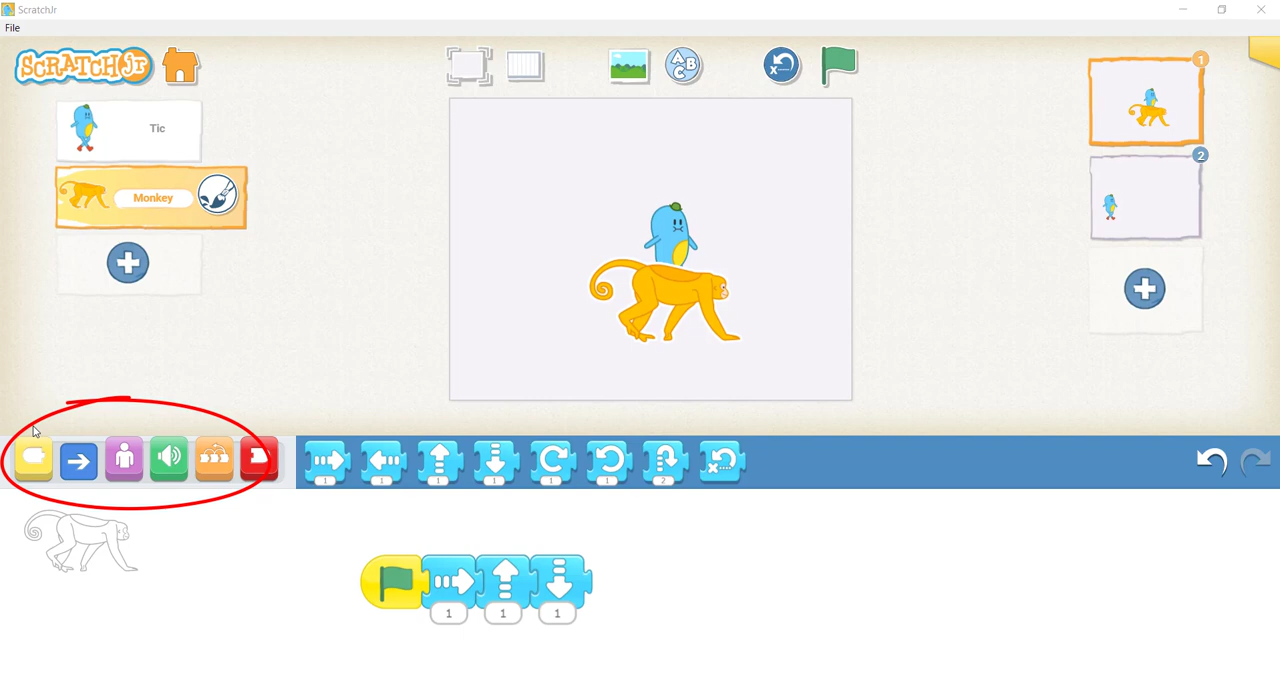 ScratchJr
File
SCRATCHJr
A B C
1
Tic
2
Monkey
1 1 1 1 1 1 2
1 1 1